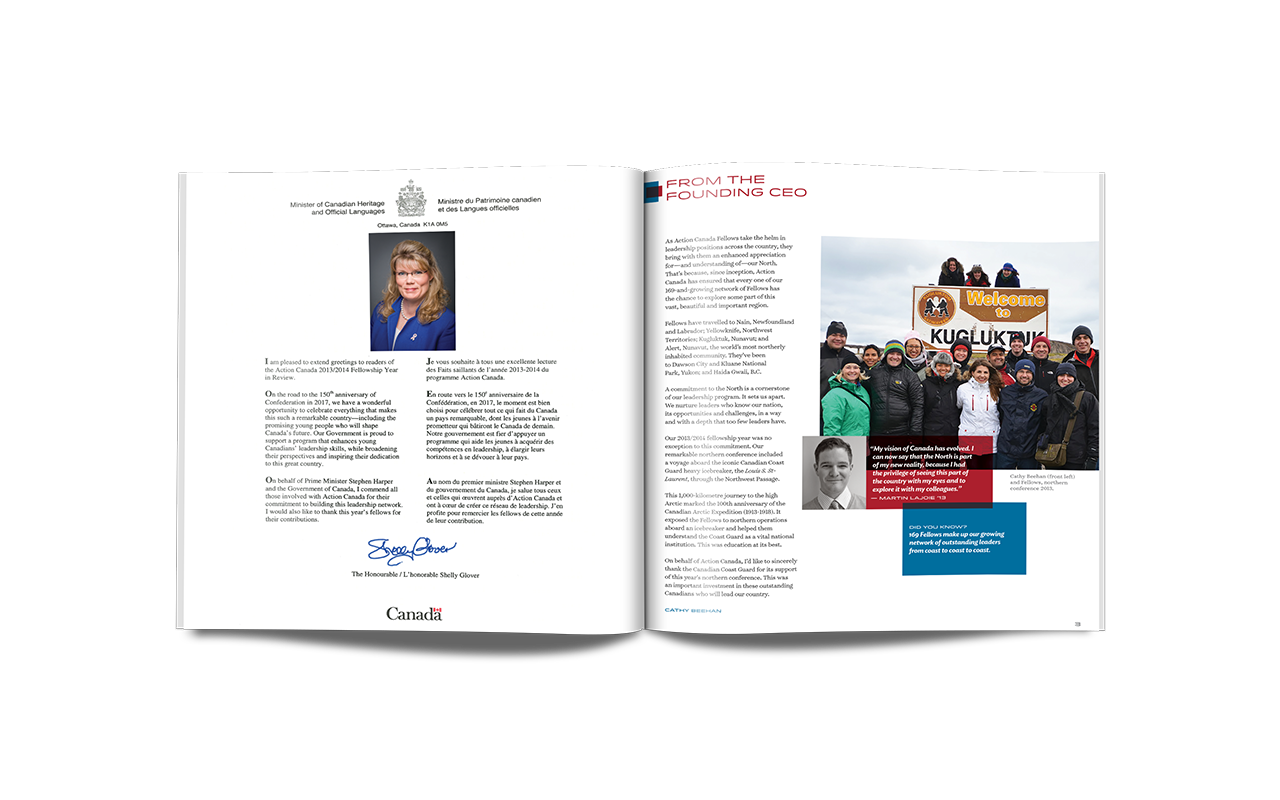 Minister of Canadian Heritage
and Official Languages
Ministre du Patrimoine canadien
et des Langues officielles
Ottawa, Canada K1A 0M5
I am pleased to extend greetings to readers of
the Action Canada 2013/2014 Fellowship Year
in Review.
On the road to the 150th anniversary of
Confederation in 2017, we have a wonderful
opportunity to celebrate everything that makes
this such a remarkable country—including the
promising young people who will shape
Canada's future. Our Government is proud to
support a program that enhances young
Canadians' leadership skills, while broadening
their perspectives and inspiring their dedication
to this great country.
On behalf of Prime Minister Stephen Harper
and the Government of Canada, I commend all
those involved with Action Canada for their
commitment to building this leadership network.
I would also like to thank this year's fellows for
their contributions.
Je vous souhaite à tous une excellente lecture
des Faits saillants de l'année 2013-2014 du
programme Action Canada.
En route vers le 150e anniversaire de la
Confédération, en 2017, le moment est bien
choisi pour célébrer tout ce qui fait du Canada
un pays remarquable, dont les jeunes à l'avenir
prometteur qui bâtiront le Canada de demain.
Notre gouvernement est fier d'appuyer un
programme qui aide les jeunes à acquérir des
compétences en leadership, à élargir leurs
horizons et à se dévouer à leur pays.
Au nom du premier ministre Stephen Harper et
du gouvernement du Canada, je salue tous ceux
et celles qui œuvrent auprès d'Action Canada et
ont à cœur de créer ce réseau de leadership. J'en
profite pour remercier les fellows de cette année
de leur contribution.
Shelly Glover
The Honourable / L'honorable Shelly Glover
Canada
FROM THE
FOUNDING CEO
As Action Canada Fellows take the helm in
leadership positions across the country, they
bring with them an enhanced appreciation
for—and understanding of—our North.
That's because, since inception, Action
Canada has ensured that every one of our
169-and-growing network of Fellows has
the chance to explore some part of this
vast, beautiful and important region.
Fellows have travelled to Nain, Newfoundland
and Labrador; Yellowknife, Northwest
Territories; Kugluktuk, Nunavut; and
Alert, Nunavut, the world's most northerly
inhabited community. They've been
to Dawson City and Kluane National
Park, Yukon; and Haida Gwaii, B.C.
A commitment to the North is a cornerstone
of our leadership program. It sets us apart.
We nurture leaders who know our nation,
its opportunities and challenges, in a way
and with a depth that too few leaders have.
Our 2013/2014 fellowship year was no
exception to this commitment. Our
remarkable northern conference included
a voyage aboard the iconic Canadian Coast
Guard heavy icebreaker, the Louis S. St-
Laurent, through the Northwest Passage.
This 1,000-kilometre journey to the high
Arctic marked the 100th anniversary of the
Canadian Arctic Expedition (1913-1918). It
exposed the Fellows to northern operations
aboard an icebreaker and helped them
understand the Coast Guard as a vital national
institution. This was education at its best.
On behalf of Action Canada, I'd like to sincerely
thank the Canadian Coast Guard for its support
of this year's northern conference. This was
an important investment in these outstanding
Canadians who will lead our country.
CATHY BEEHAN
Welcome
to
KUGLUKTUK
"My vision of Canada has evolved. I
can now say that the North is part
of my new reality, because I had
the privilege of seeing this part of
the country with my eyes and to
explore it with my colleagues."
— MARTIN LAJOIE '13
Cathy Beehan (front left)
and Fellows, northern
conference 2013.
DID YOU KNOW?
169 Fellows make up our growing
network of outstanding leaders
from coast to coast to coast.